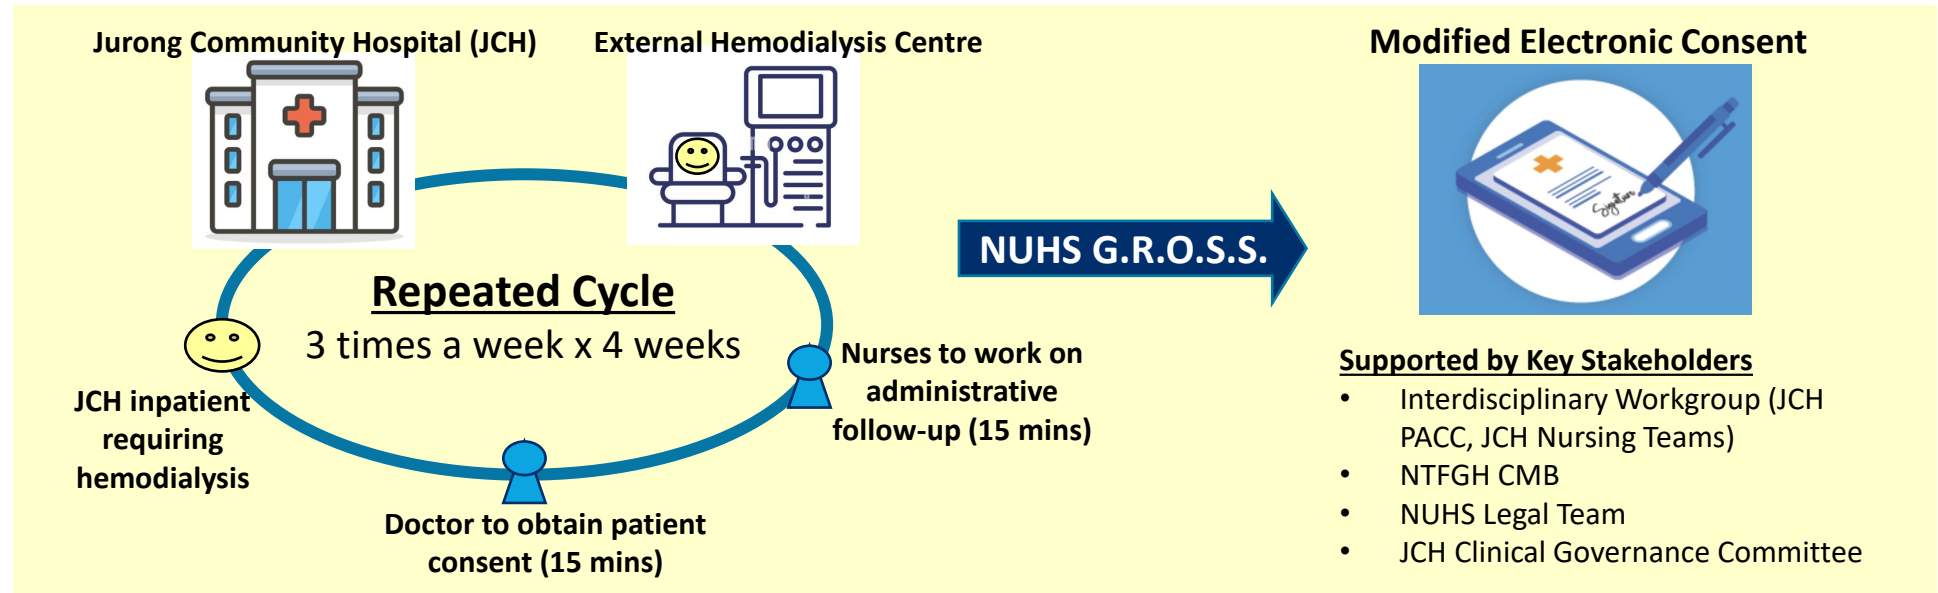 Jurong Community Hospital (JCH)
External Hemodialysis Centre
Repeated Cycle
3 times a week x 4 weeks
JCH inpatient
requiring
hemodialysis
Doctor to obtain patient
consent (15 mins)
Nurses to work on
administrative
follow-up (15 mins)
NUHS G.R.O.S.S.
Modified Electronic Consent
Signature
Supported by Key Stakeholders
• Interdisciplinary Workgroup (JCH
PACC, JCH Nursing Teams)
• NTFGH CMB
• NUHS Legal Team
• JCH Clinical Governance Committee